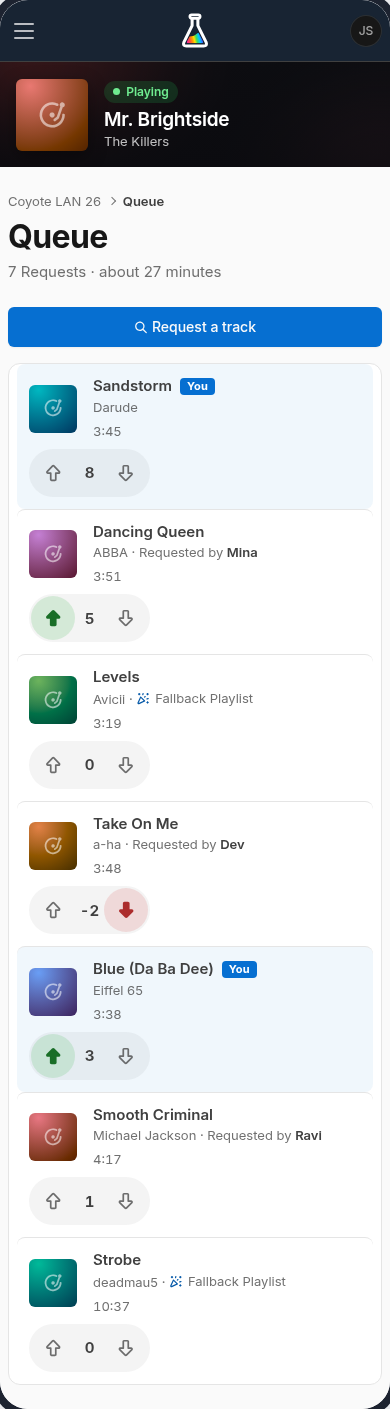 JS
Playing
Mr. Brightside
The Killers
Coyote LAN 26 > Queue
Queue
7 Requests · about 27 minutes
Request a track
Sandstorm You
Darude
3:45
8
Dancing Queen
ABBA · Requested by Mina
3:51
5
Levels
Avicii · Fallback Playlist
3:19
0
Take On Me
a-ha · Requested by Dev
3:48
-2
Blue (Da Ba Dee) You
Eiffel 65
3:38
3
Smooth Criminal
Michael Jackson · Requested by Ravi
4:17
1
Strobe
deadmau5 · Fallback Playlist
10:37
0